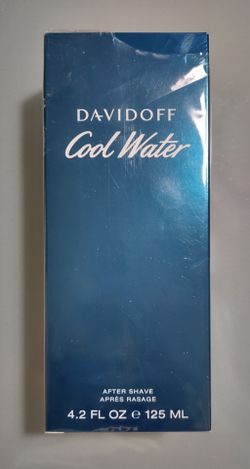 DAVIDOFF
Cool Water
AFTER SHAVE
APRÈS RASAGE
4.2 FL OZ ℮ 125 ML